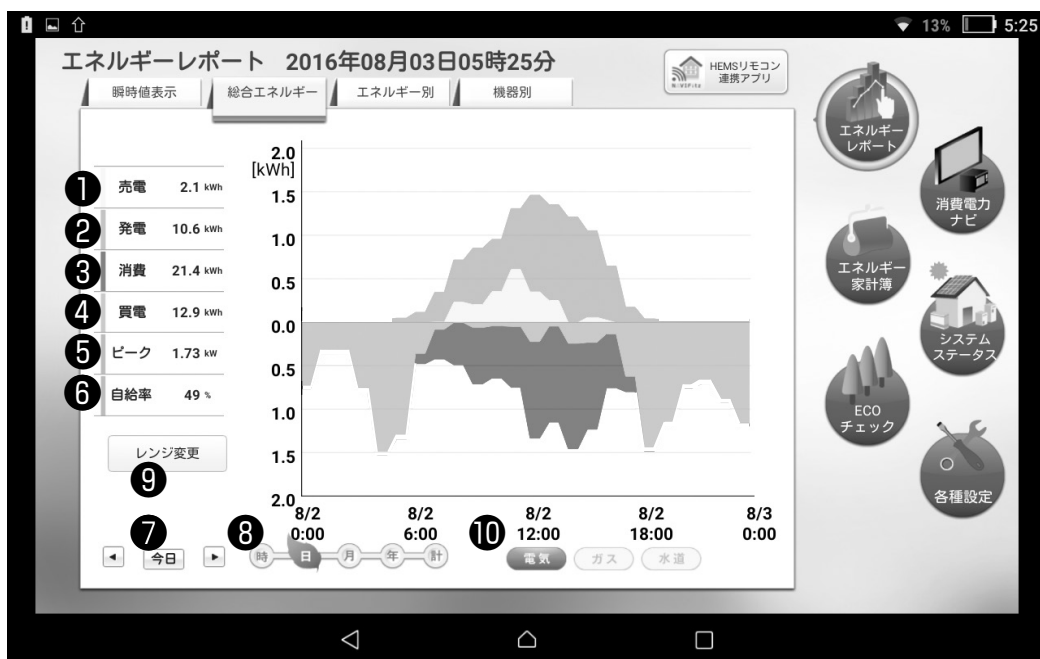 13% 5:25
エネルギーレポート 2016年08月03日05時25分
HEMSリモコン
連携アプリ
瞬時値表示 総合エネルギー エネルギー別 機器別
❶ 売電 2.1 kWh
❷ 発電 10.6 kWh
❸ 消費 21.4 kWh
❹ 買電 12.9 kWh
❺ ピーク 1.73 kW
❻ 自給率 49 %
レンジ変更
❾
2.0
[kWh]
1.5
1.0
0.5
0.0
0.5
1.0
1.5
2.0
8/2 8/2 8/2 8/2 8/3
0:00 6:00 12:00 18:00 0:00
❼ ❽ ❿
◀ 今日 ▶ 時 日 月 年 計 電気 ガス 水道
エネルギー
レポート
消費電力
ナビ
エネルギー
家計簿
システム
ステータス
ECO
チェック
各種設定